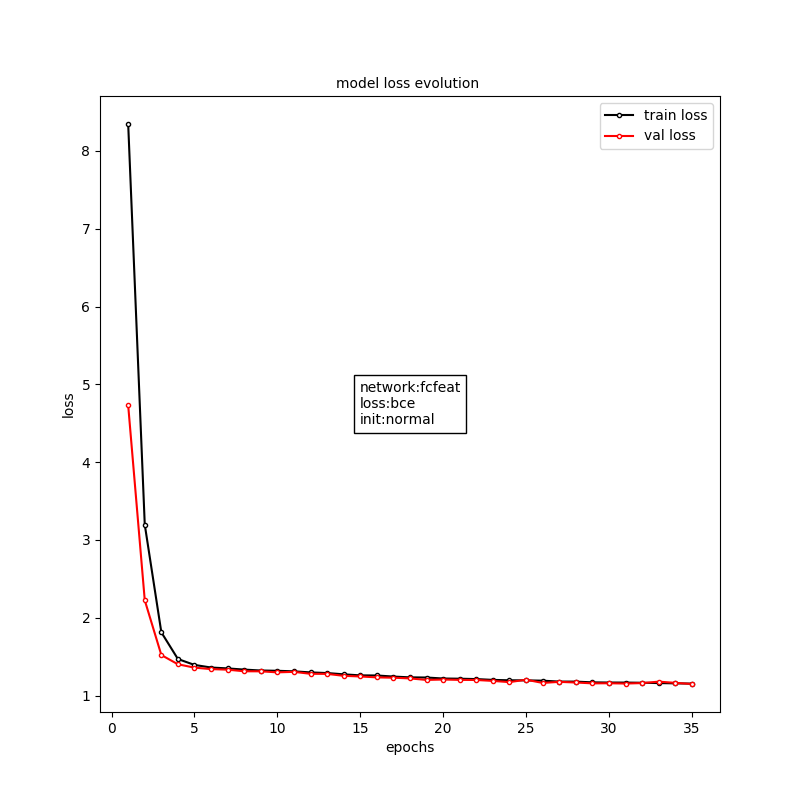 model loss evolution
train loss
val loss
8
7
6
5
4
3
2
1
loss
network:fcfeat
loss:bce
init:normal
0 5 10 15 20 25 30 35
epochs